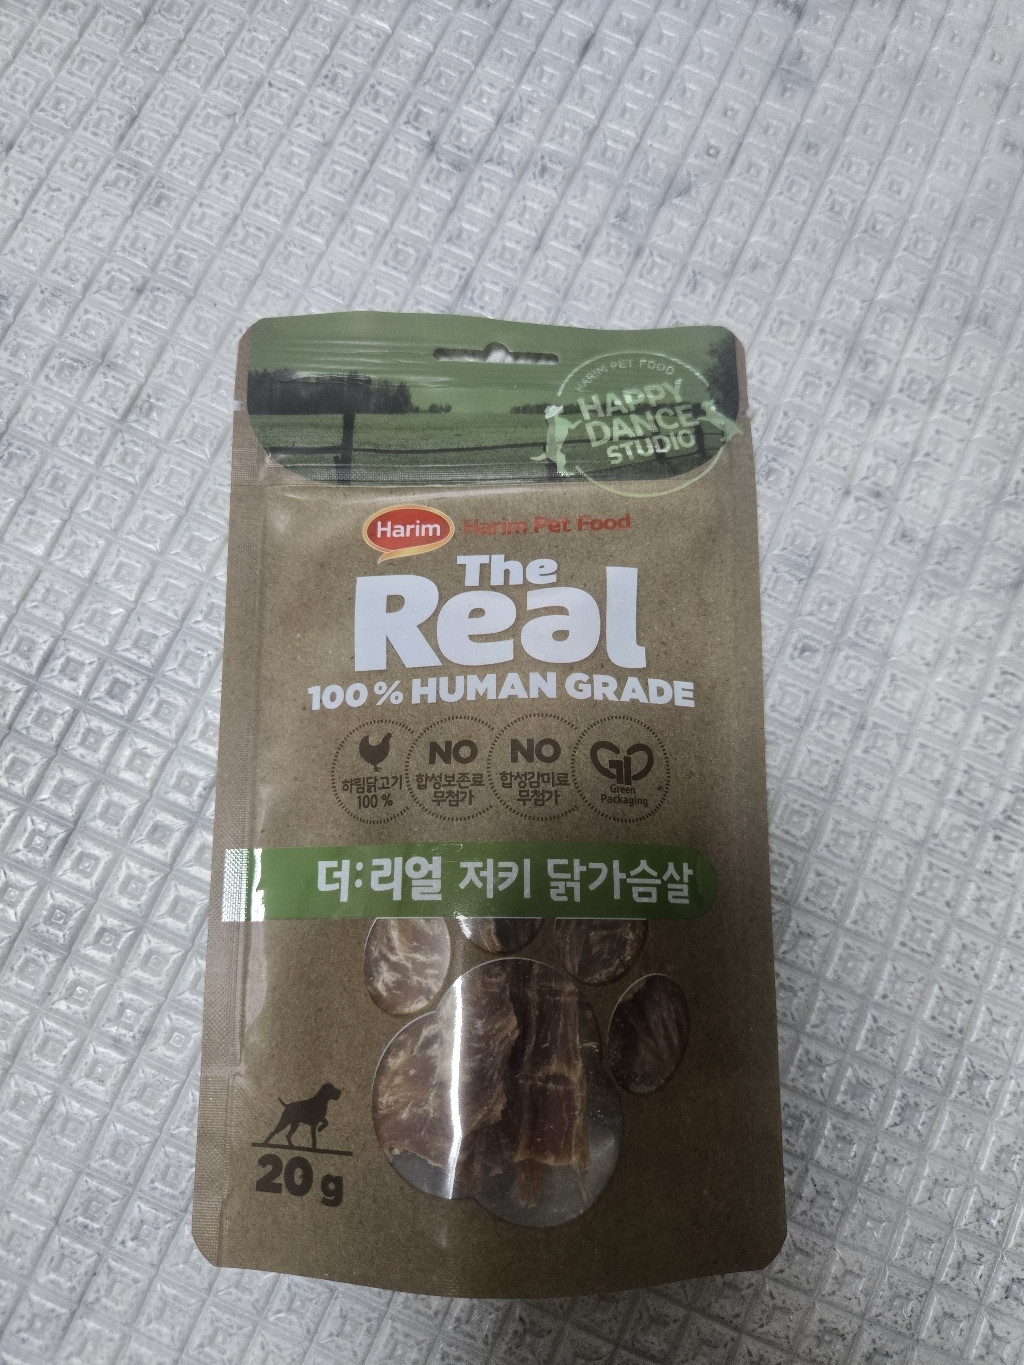 HARIM PET FOOD
HAPPY
DANCE
STUDIO
Harim Harim Pet Food
The
Real
100 % HUMAN GRADE
하림닭고기
100 %
NO
합성보존료
무첨가
NO
합성감미료
무첨가
Green
Packaging
더:리얼 저키 닭가슴살
20 g